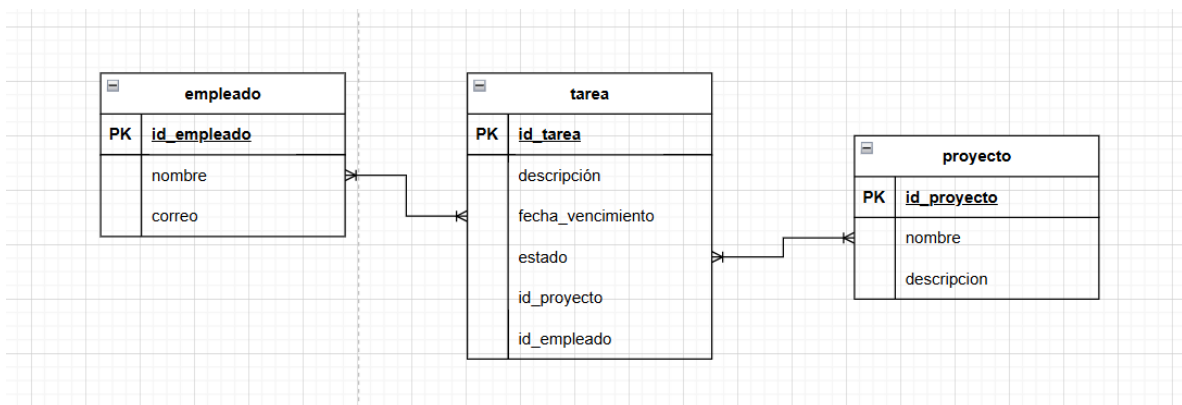 empleado
PK id_empleado
nombre
correo
tarea
PK id_tarea
descripción
fecha_vencimiento
estado
id_proyecto
id_empleado
proyecto
PK id_proyecto
nombre
descripcion